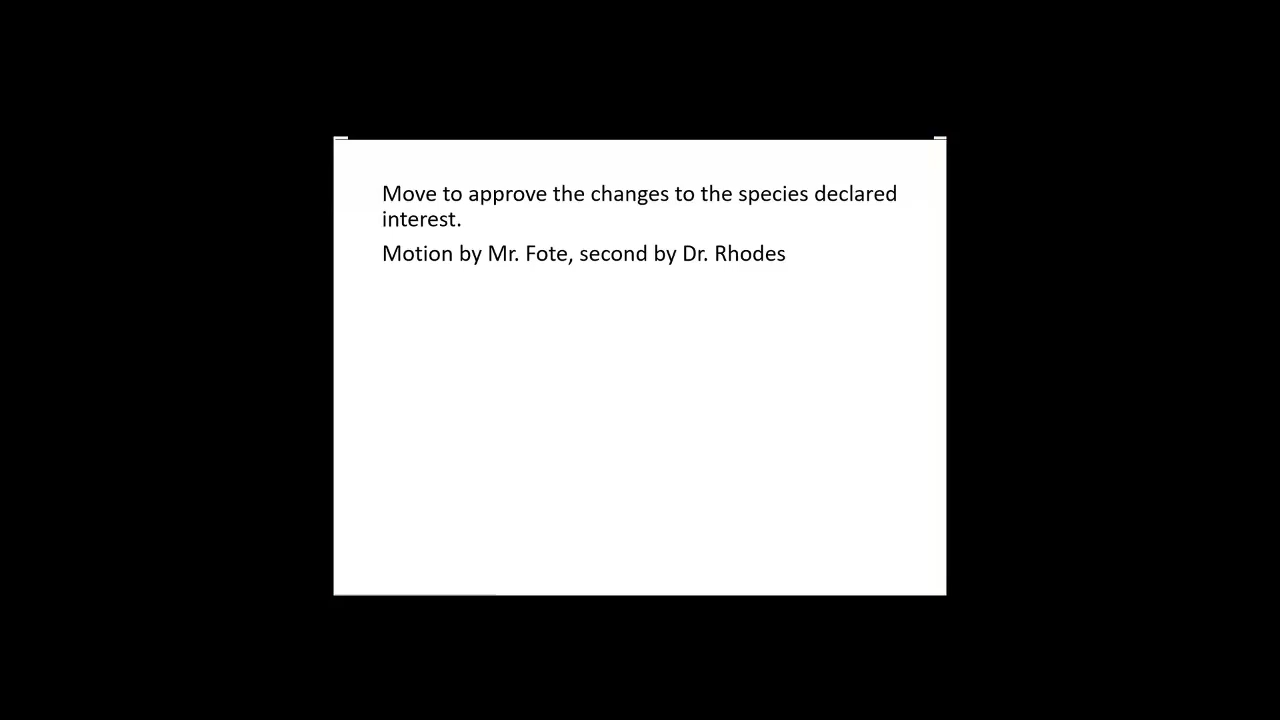 Move to approve the changes to the species declared
interest.
Motion by Mr. Fote, second by Dr. Rhodes